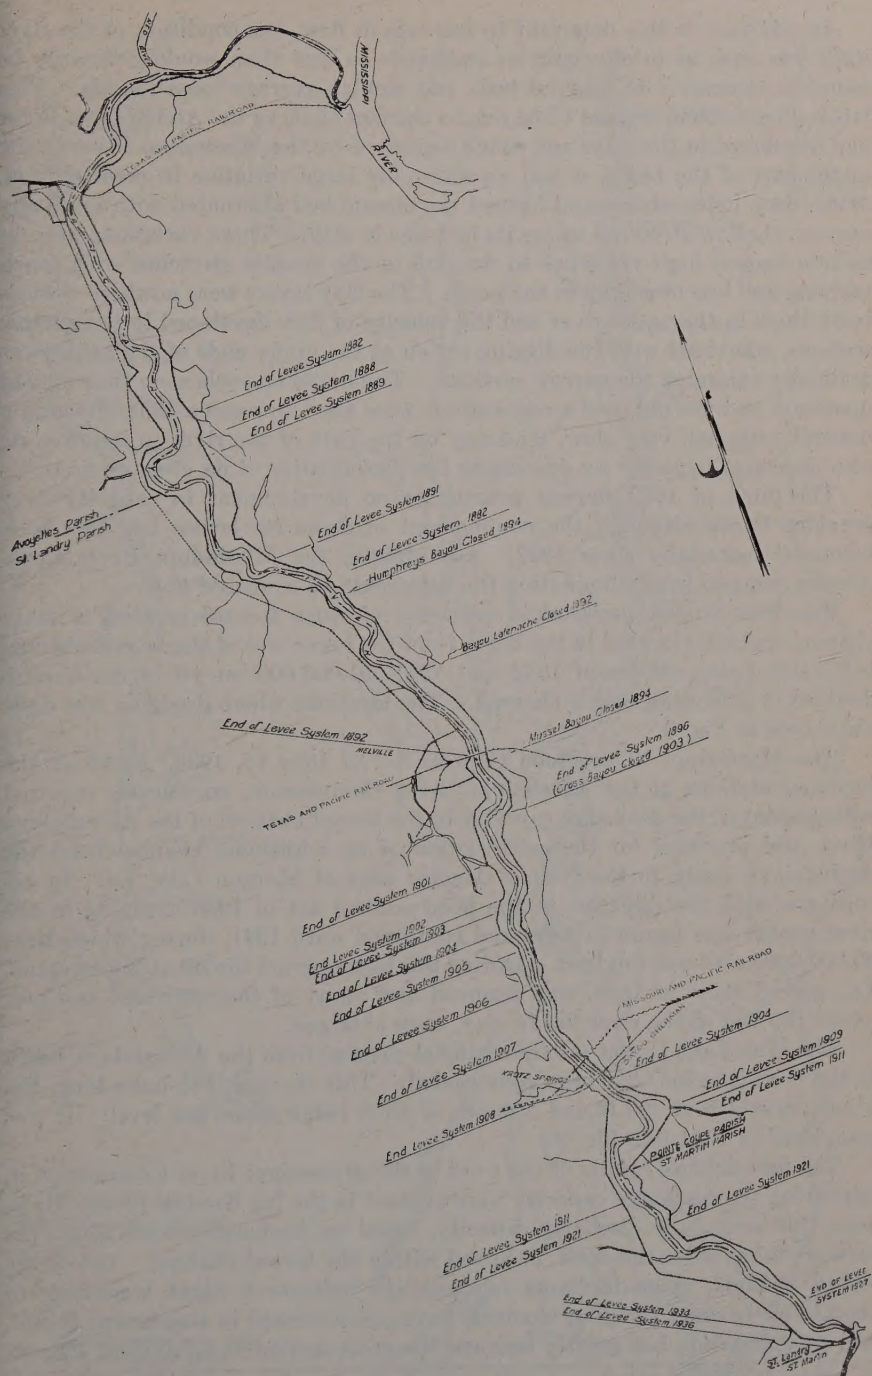 RED RIVER
MISSISSIPPI
RIVER
TEXAS AND PACIFIC RAILROAD
End of Levee System 1882
End of Levee System 1888
End of Levee System 1889
Avoyelles Parish
St. Landry Parish
End of Levee System 1891
End of Levee System 1882
Humphreys Bayou Closed 1894
Bayou Latenache Closed 1892
End of Levee System 1892
MELVILLE
Mussel Bayou Closed 1894
End of Levee System 1896
(Cross Bayou Closed 1903)
TEXAS AND PACIFIC RAILROAD
End of Levee System 1901
End Levee System 1902
End of Levee System 1903
End of Levee System 1904
End of Levee System 1905
End of Levee System 1906
End of Levee System 1907
MISSOURI AND PACIFIC RAILROAD
End of Levee System 1904
KROTZ SPRINGS
End Levee System 1908
End of Levee System 1909
End of Levee System 1911
POINTE COUPE PARISH
ST MARTIN PARISH
End of Levee System 1921
End of Levee System 1911
End of Levee System 1921
END OF LEVEE
SYSTEM 1927
End of Levee System 1934
End of Levee System 1936
St. Landry
St Martin